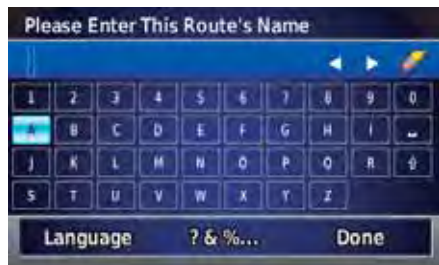 Please Enter This Route's Name
1 2 3 4 5 6 7 8 9 0
A B C D E F G H I ␣
J K L M N O P Q R ⇧
S T U V W X Y Z
Language ? & %... Done